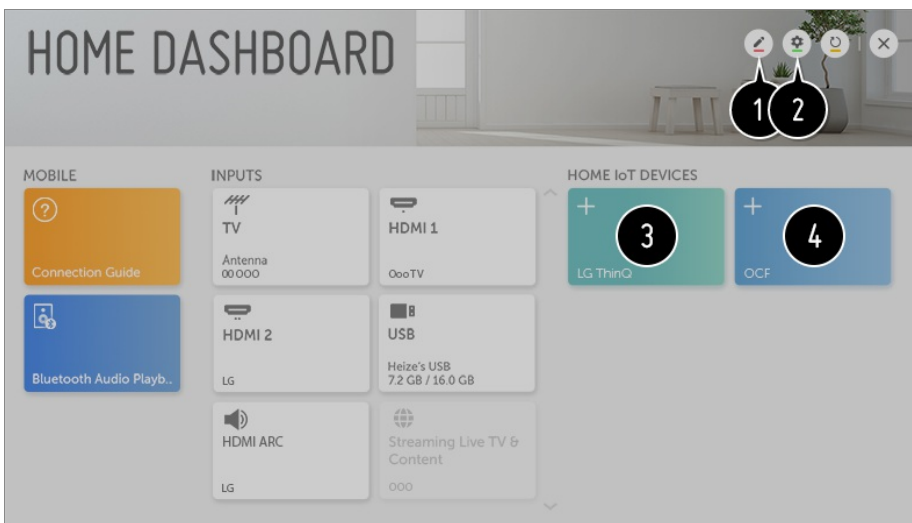 HOME DASHBOARD
1
2
MOBILE
INPUTS
HOME IoT DEVICES
?
Connection Guide
TV
Antenna
00 000
HDMI 1
OooTV
3
LG ThinQ
4
OCF
Bluetooth Audio Playb..
HDMI 2
LG
USB
Heize's USB
7.2 GB / 16.0 GB
HDMI ARC
LG
Streaming Live TV &
Content
000